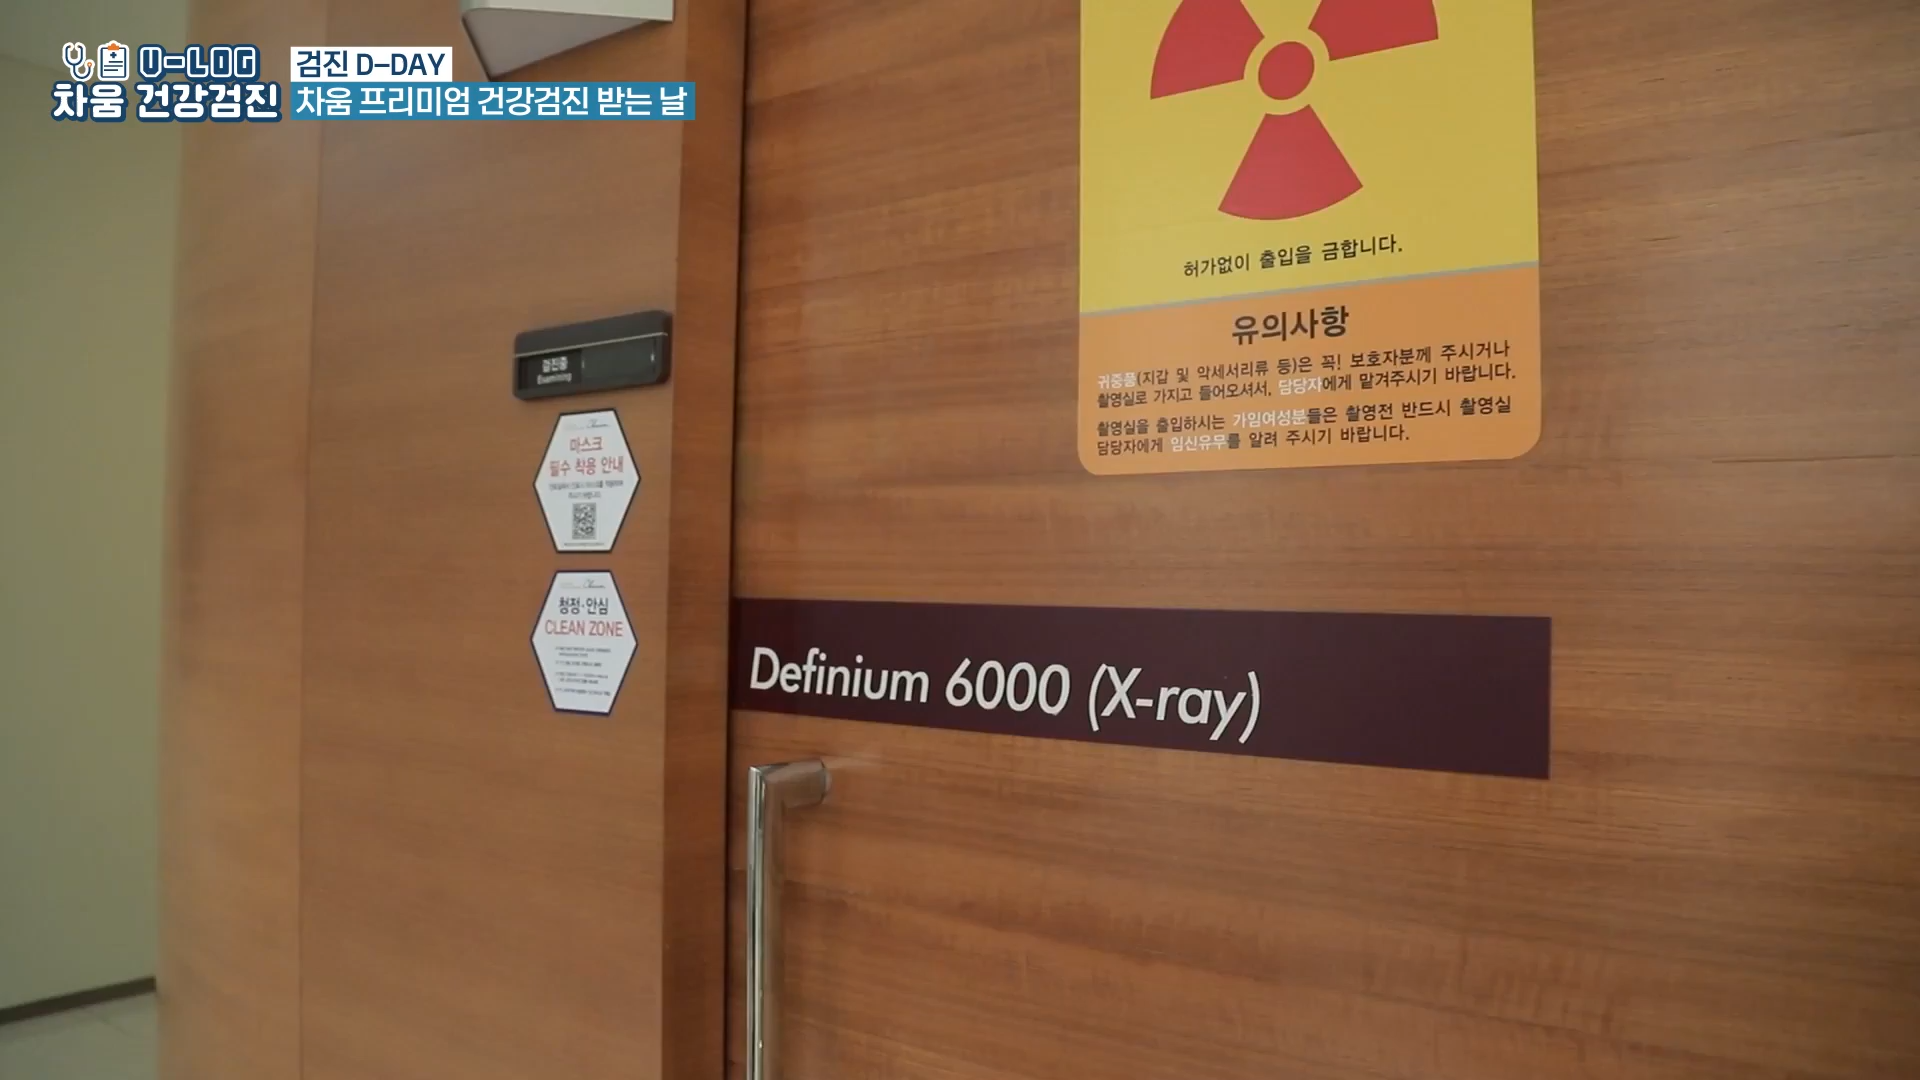 V-LOG
차움 건강검진
검진 D-DAY
차움 프리미엄 건강검진 받는 날
허가없이 출입을 금합니다.
유의사항
귀중품(지갑 및 악세서리류 등)은 꼭! 보호자분께 주시거나
촬영실로 가지고 들어오셔서, 담당자에게 맡겨주시기 바랍니다.
촬영실을 출입하시는 가임여성분들은 촬영전 반드시 촬영실
담당자에게 임신유무를 알려 주시기 바랍니다.
검진중
Examining
마스크
필수 착용 안내
청정·안심
CLEAN ZONE
Definium 6000 (X-ray)